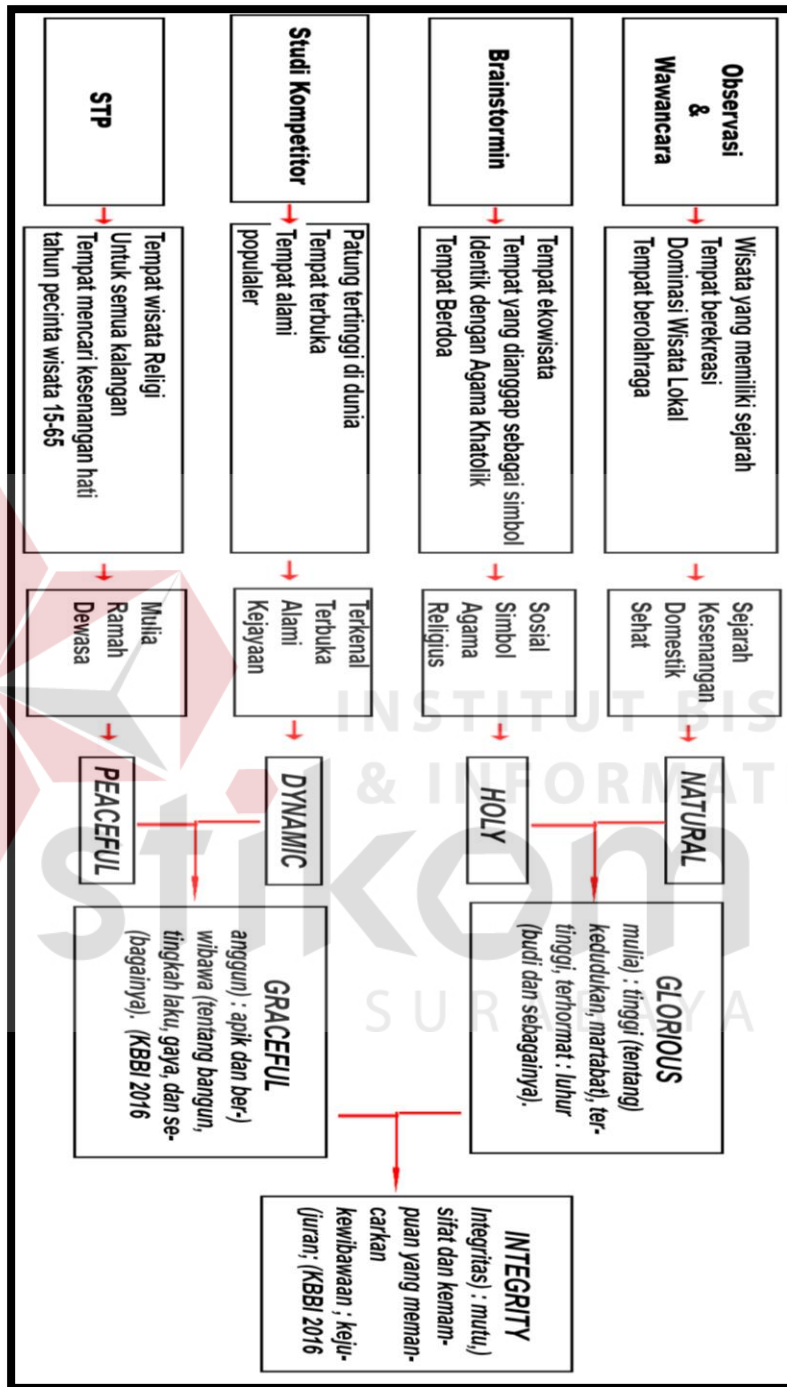 Observasi
&
Wawancara
Wisata yang memiliki sejarah
Tempat berekreasi
Dominasi Wisata Lokal
Tempat berolahraga
Sejarah
Kesenangan
Domestik
Sehat
NATURAL
Brainstormin
Tempat ekowisata
Tempat yang dianggap sebagai simbol
Identik dengan Agama Khatolik
Tempat Berdoa
Sosial
Simbol
Agama
Religius
HOLY
Studi Kompetitor
Patung tertinggi di dunia
Tempat terbuka
Tempat alami
populaler
Terkenal
Terbuka
Alami
Kejayaan
DYNAMIC
STP
Tempat wisata Religi
Untuk semua kalangan
Tempat mencari kesenangan hati
tahun pecinta wisata 15-65
Mulia
Ramah
Dewasa
PEACEFUL
GLORIOUS
mulia) : tinggi (tentang)
kedudukan, martabat), ter-
tinggi, terhormat : luhur
(budi dan sebagainya).
GRACEFUL
anggun) : apik dan ber-)
wibawa (tentang bangun,
tingkah laku, gaya, dan se-
(bagainya). (KBBI 2016
INTEGRITY
Integritas) : mutu,)
sifat dan kemam-
puan yang meman-
carkan
kewibawaan ; keju-
(juran; (KBBI 2016
INSTITUT BIS
& INFORMAT
stikom
SURABAYA